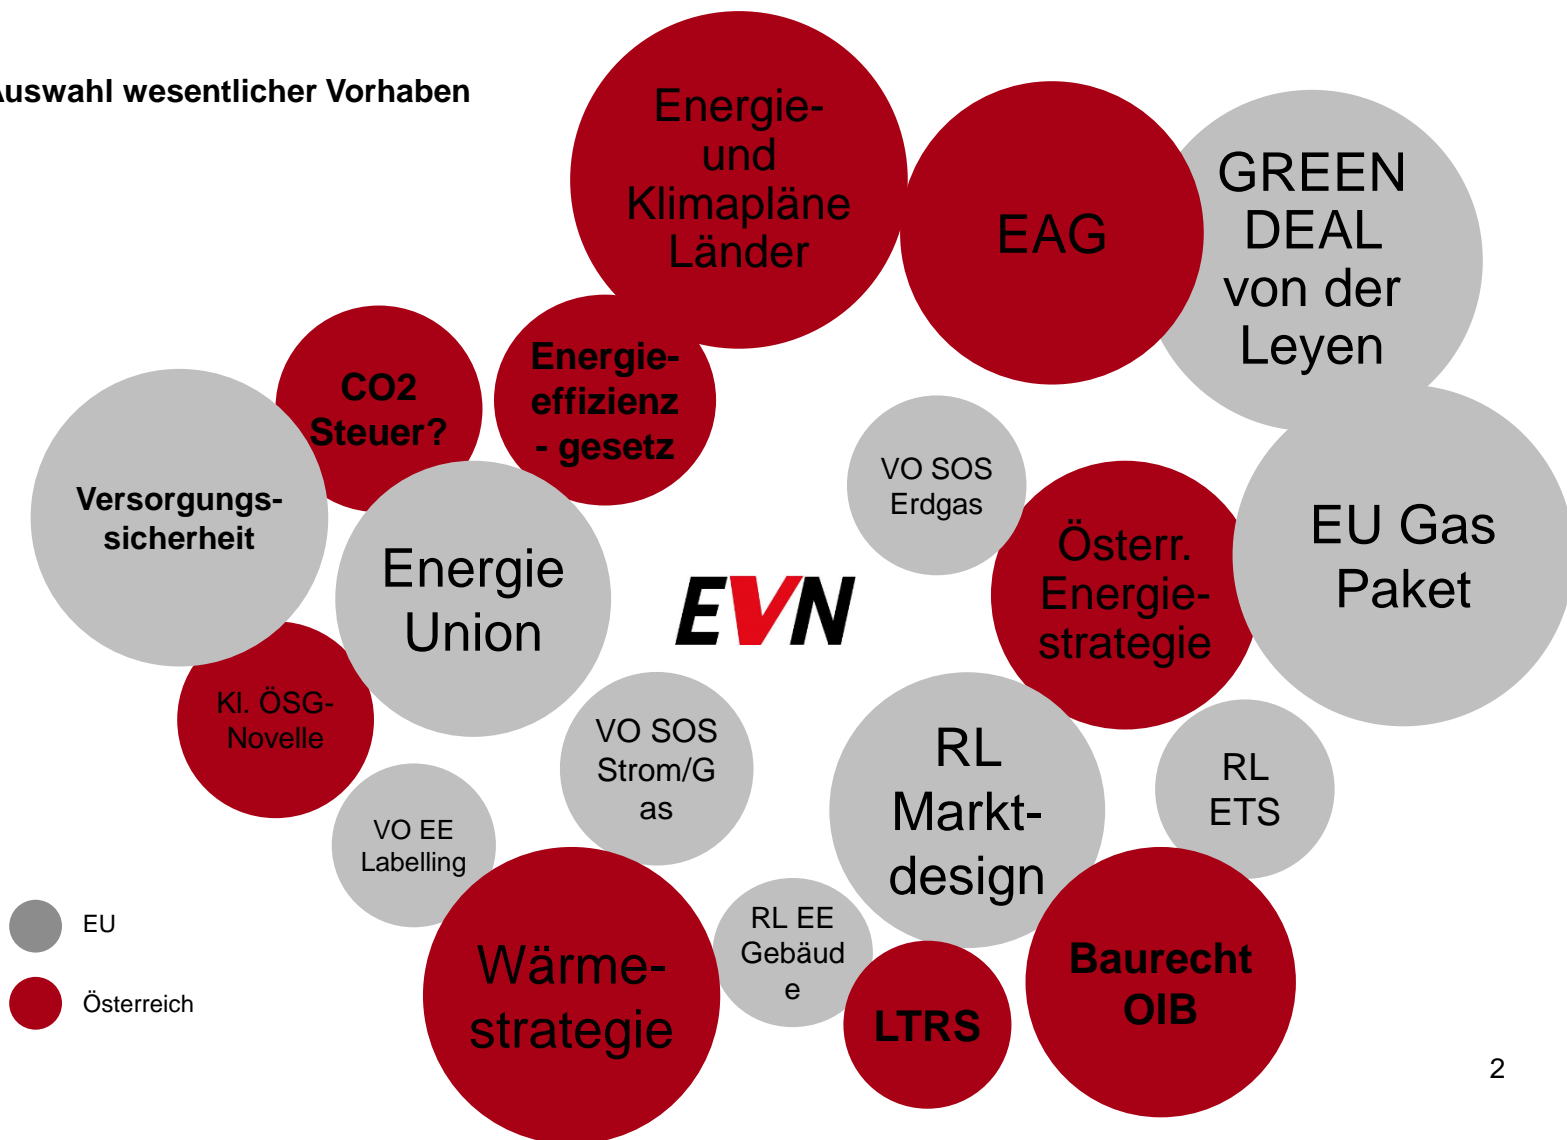 Auswahl wesentlicher Vorhaben
Energie-
und
Klimapläne
Länder
EAG
GREEN
DEAL
von der
Leyen
CO2
Steuer?
Energie-
effizienz
- gesetz
Versorgungs-
sicherheit
Energie
Union
VO SOS
Erdgas
Österr.
Energie-
strategie
EU Gas
Paket
EVN
Kl. ÖSG-
Novelle
VO SOS
Strom/G
as
RL
Markt-
design
RL
ETS
VO EE
Labelling
Wärme-
strategie
RL EE
Gebäud
e
LTRS
Baurecht
OIB
EU
Österreich
2